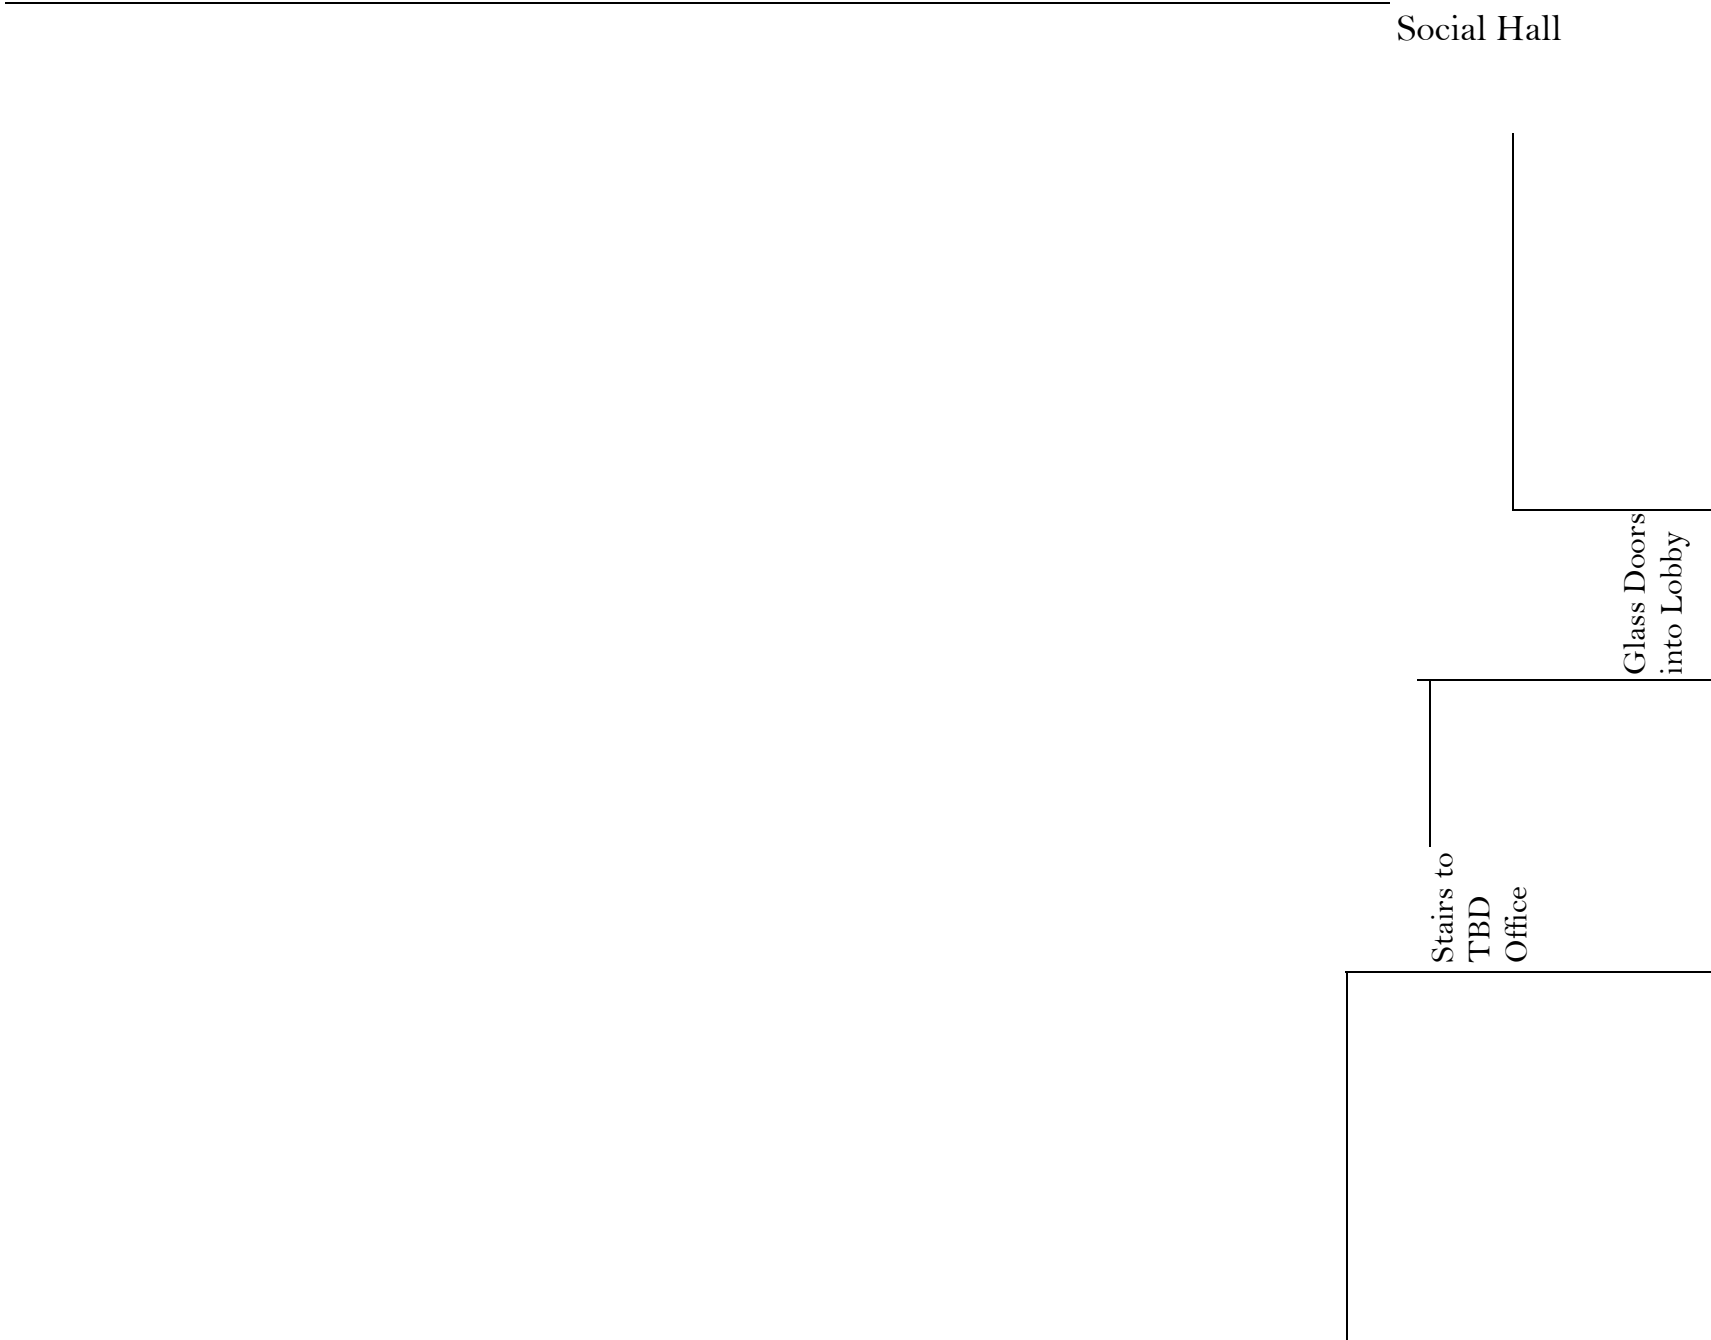 Social Hall
Glass Doors
into Lobby
Stairs to
TBD
Office